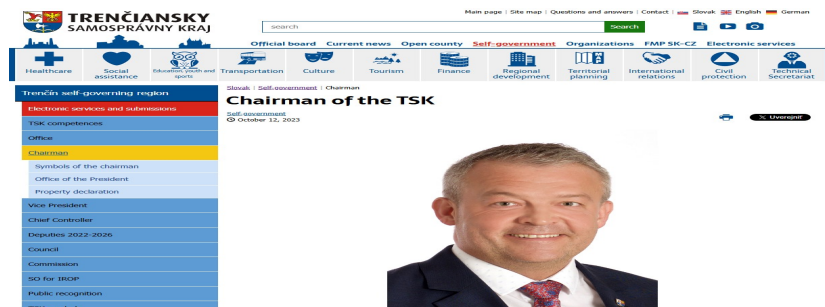 Main page | Site map | Questions and answers | Contact | Slovak English German
TRENČIANSKY
SAMOSPRÁVNY KRAJ
search
Search
Official board Current news Open county Self-government Organizations FMP SK-CZ Electronic services
Healthcare
Social assistance
Education, youth and sports
Transportation
Culture
Tourism
Finance
Regional development
Territorial planning
International relations
Civil protection
Technical Secretariat
Trenčín self-governing region
Electronic services and submissions
TSK competences
Office
Chairman
Symbols of the chairman
Office of the President
Property declaration
Vice President
Chief Controller
Deputies 2022-2026
Council
Commission
SO for IROP
Public recognition
Slovak | Self-government | Chairman
Chairman of the TSK
Self-government
October 12, 2023
X Uverejniť